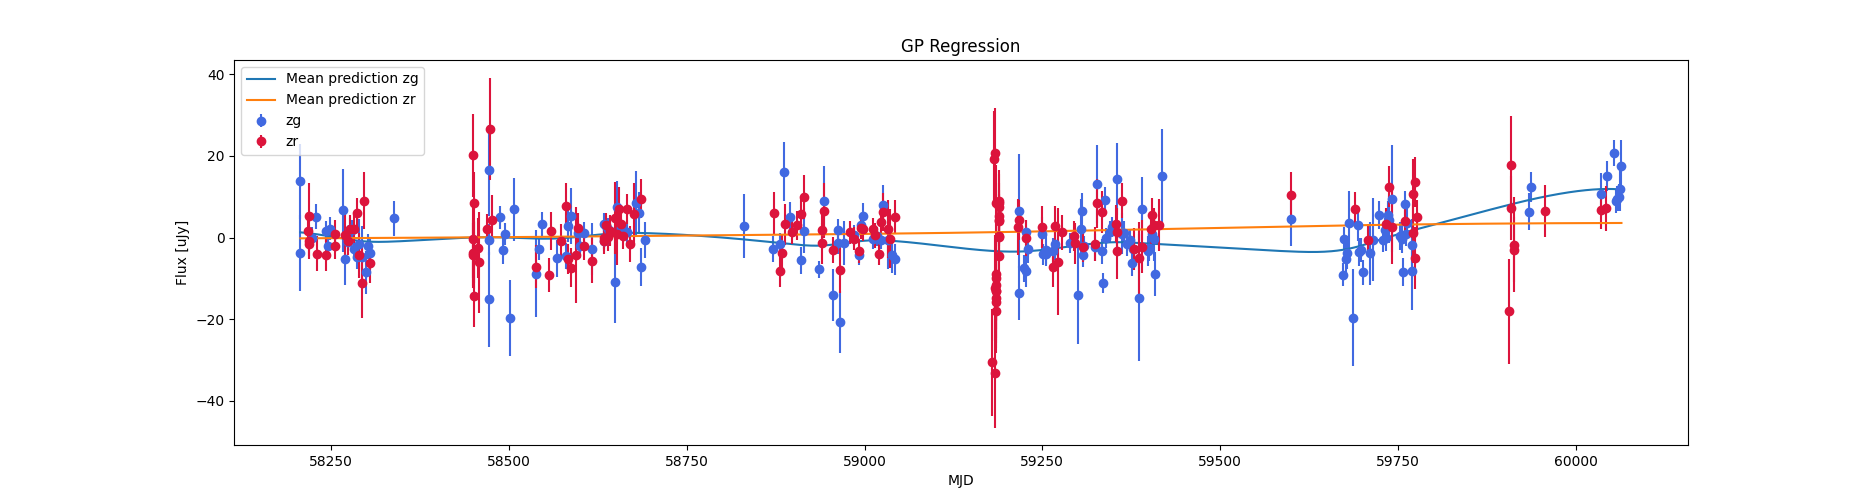 GP Regression
Mean prediction zg
Mean prediction zr
zg
zr
Flux [uJy]
40
20
0
−20
−40
58250 58500 58750 59000 59250 59500 59750 60000
MJD